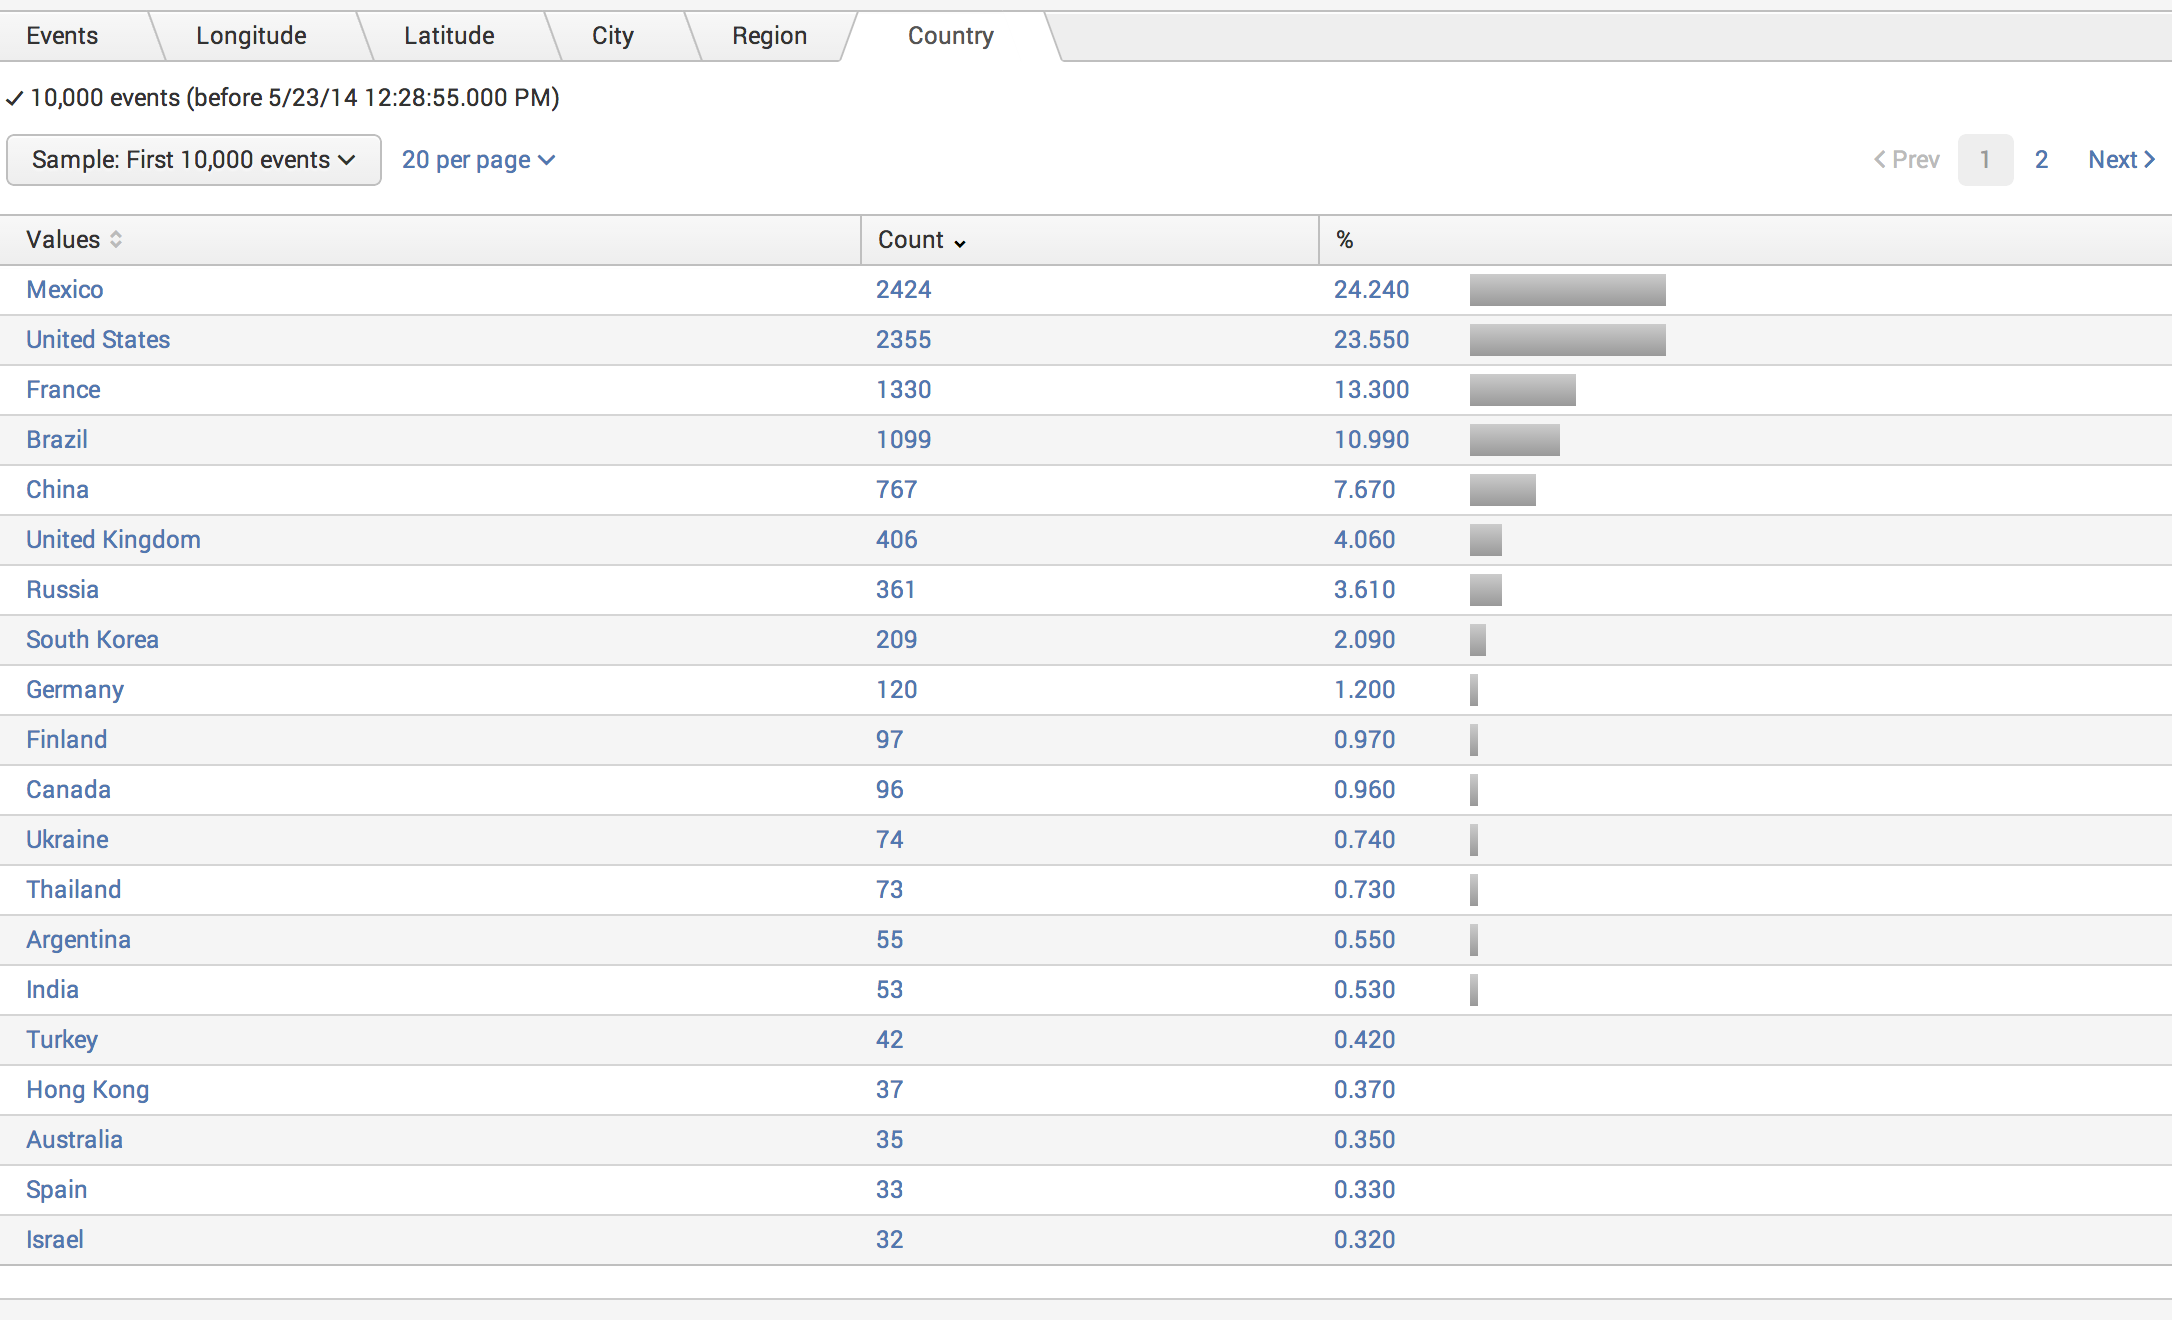 Events Longitude Latitude City Region Country
10,000 events (before 5/23/14 12:28:55.000 PM)
Sample: First 10,000 events 20 per page Prev 1 2 Next
Values Count %
Mexico 2424 24.240
United States 2355 23.550
France 1330 13.300
Brazil 1099 10.990
China 767 7.670
United Kingdom 406 4.060
Russia 361 3.610
South Korea 209 2.090
Germany 120 1.200
Finland 97 0.970
Canada 96 0.960
Ukraine 74 0.740
Thailand 73 0.730
Argentina 55 0.550
India 53 0.530
Turkey 42 0.420
Hong Kong 37 0.370
Australia 35 0.350
Spain 33 0.330
Israel 32 0.320